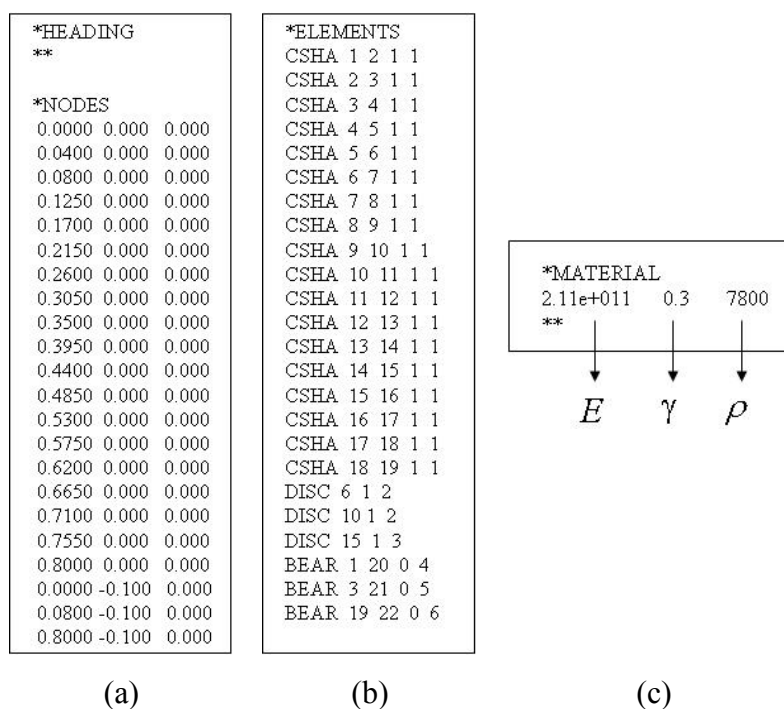 *HEADING
**
*NODES
0.0000 0.000 0.000
0.0400 0.000 0.000
0.0800 0.000 0.000
0.1250 0.000 0.000
0.1700 0.000 0.000
0.2150 0.000 0.000
0.2600 0.000 0.000
0.3050 0.000 0.000
0.3500 0.000 0.000
0.3950 0.000 0.000
0.4400 0.000 0.000
0.4850 0.000 0.000
0.5300 0.000 0.000
0.5750 0.000 0.000
0.6200 0.000 0.000
0.6650 0.000 0.000
0.7100 0.000 0.000
0.7550 0.000 0.000
0.8000 0.000 0.000
0.0000 -0.100 0.000
0.0800 -0.100 0.000
0.8000 -0.100 0.000
(a)
*ELEMENTS
CSHA 1 2 1 1
CSHA 2 3 1 1
CSHA 3 4 1 1
CSHA 4 5 1 1
CSHA 5 6 1 1
CSHA 6 7 1 1
CSHA 7 8 1 1
CSHA 8 9 1 1
CSHA 9 10 1 1
CSHA 10 11 1 1
CSHA 11 12 1 1
CSHA 12 13 1 1
CSHA 13 14 1 1
CSHA 14 15 1 1
CSHA 15 16 1 1
CSHA 16 17 1 1
CSHA 17 18 1 1
CSHA 18 19 1 1
DISC 6 1 2
DISC 10 1 2
DISC 15 1 3
BEAR 1 20 0 4
BEAR 3 21 0 5
BEAR 19 22 0 6
(b)
*MATERIAL
2.11e+011 0.3 7800
**
E γ ρ
(c)